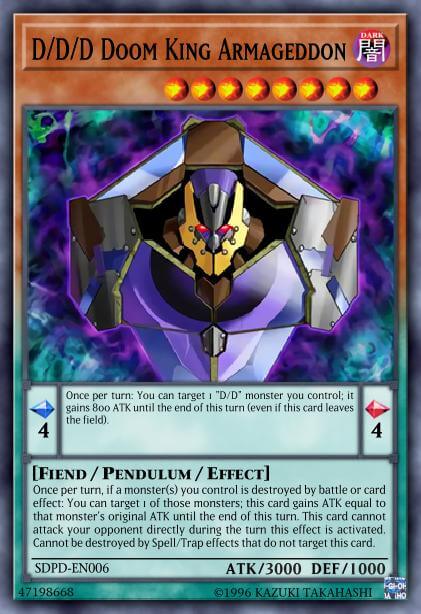 D/D/D DOOM KING ARMAGEDDON
DARK
闇
Once per turn: You can target 1 "D/D" monster you control; it
gains 800 ATK until the end of this turn (even if this card leaves
the field).
4
4
[FIEND / PENDULUM / EFFECT]
Once per turn, if a monster(s) you control is destroyed by battle or card
effect: You can target 1 of those monsters; this card gains ATK equal to
that monster's original ATK until the end of this turn. This card cannot
attack your opponent directly during the turn this effect is activated.
Cannot be destroyed by Spell/Trap effects that do not target this card.
SDPD-EN006
ATK/3000 DEF/1000
47198668
©1996 KAZUKI TAKAHASHI